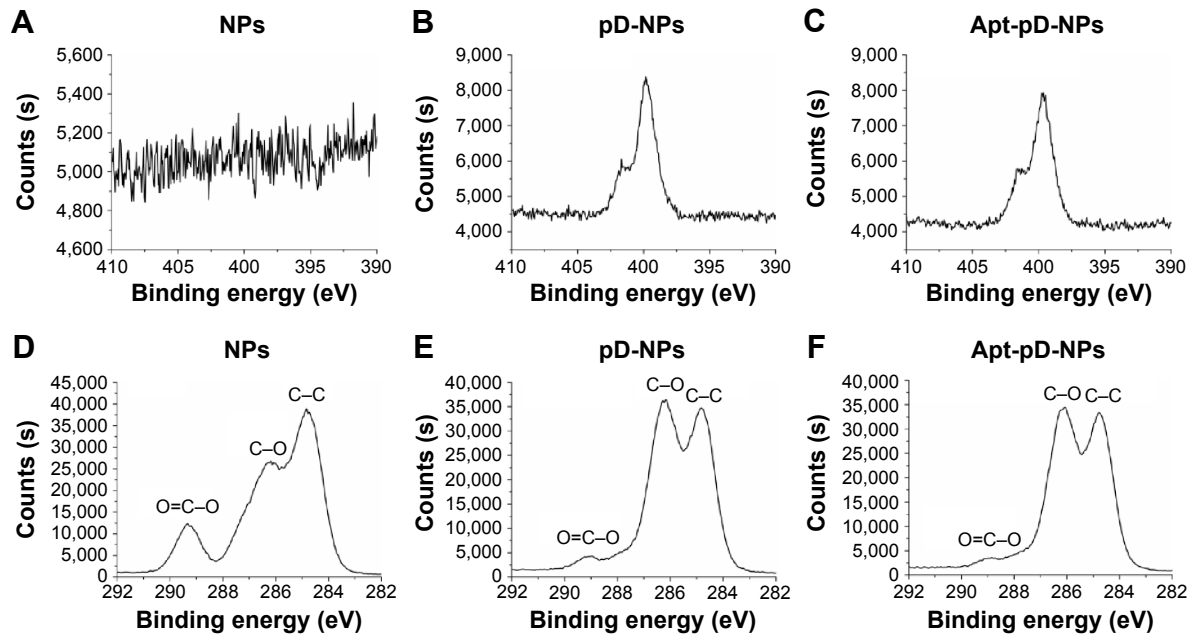 A
NPs
Counts (s)
5,600
5,400
5,200
5,000
4,800
4,600
410
405
400
395
390
Binding energy (eV)
B
pD-NPs
Counts (s)
9,000
8,000
7,000
6,000
5,000
4,000
410
405
400
395
390
Binding energy (eV)
C
Apt-pD-NPs
Counts (s)
9,000
8,000
7,000
6,000
5,000
4,000
410
405
400
395
390
Binding energy (eV)
D
NPs
Counts (s)
45,000
40,000
35,000
30,000
25,000
20,000
15,000
10,000
5,000
0
O=C–O
C–O
C–C
292
290
288
286
284
282
Binding energy (eV)
E
pD-NPs
Counts (s)
40,000
35,000
30,000
25,000
20,000
15,000
10,000
5,000
0
O=C–O
C–O
C–C
292
290
288
286
284
282
Binding energy (eV)
F
Apt-pD-NPs
Counts (s)
40,000
35,000
30,000
25,000
20,000
15,000
10,000
5,000
0
O=C–O
C–O
C–C
292
290
288
286
284
282
Binding energy (eV)